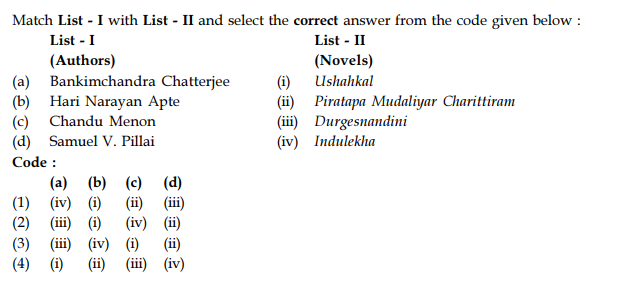 Match List - I with List - II and select the correct answer from the code given below :
List - I List - II
(Authors) (Novels)
(a) Bankimchandra Chatterjee (i) Ushahkal
(b) Hari Narayan Apte (ii) Piratapa Mudaliyar Charittiram
(c) Chandu Menon (iii) Durgesnandini
(d) Samuel V. Pillai (iv) Indulekha
Code :
(a) (b) (c) (d)
(1) (iv) (i) (ii) (iii)
(2) (iii) (i) (iv) (ii)
(3) (iii) (iv) (i) (ii)
(4) (i) (ii) (iii) (iv)